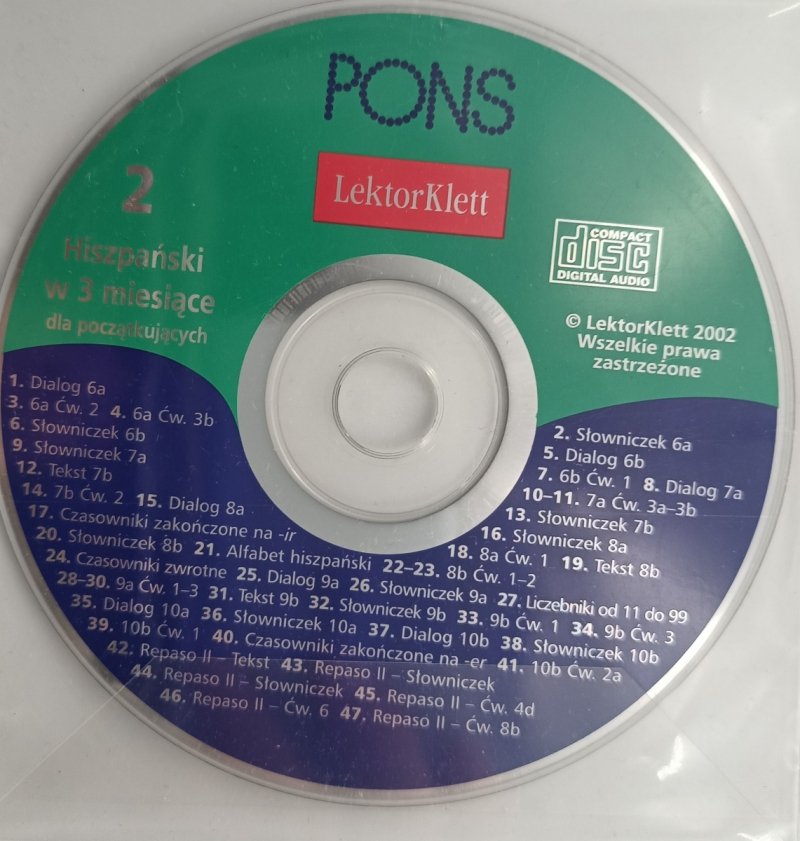 PONS
LektorKlett
2
Hiszpański
w 3 miesiące
dla początkujących
COMPACT
disc
DIGITAL AUDIO
© LektorKlett 2002
Wszelkie prawa
zastrzeżone
1. Dialog 6a 2. Słowniczek 6a
3. 6a Ćw. 2 4. 6a Ćw. 3b 5. Dialog 6b
6. Słowniczek 6b 7. 6b Ćw. 1 8. Dialog 7a
9. Słowniczek 7a 10–11. 7a Ćw. 3a–3b
12. Tekst 7b 13. Słowniczek 7b
14. 7b Ćw. 2 15. Dialog 8a 16. Słowniczek 8a
17. Czasowniki zakończone na -ir 18. 8a Ćw. 1 19. Tekst 8b
20. Słowniczek 8b 21. Alfabet hiszpański 22–23. 8b Ćw. 1–2
24. Czasowniki zwrotne 25. Dialog 9a 26. Słowniczek 9a 27. Liczebniki od 11 do 99
28–30. 9a Ćw. 1–3 31. Tekst 9b 32. Słowniczek 9b 33. 9b Ćw. 1 34. 9b Ćw. 3
35. Dialog 10a 36. Słowniczek 10a 37. Dialog 10b 38. Słowniczek 10b
39. 10b Ćw. 1 40. Czasowniki zakończone na -er 41. 10b Ćw. 2a
42. Repaso II – Tekst 43. Repaso II – Słowniczek
44. Repaso II – Słowniczek 45. Repaso II – Ćw. 4d
46. Repaso II – Ćw. 6 47. Repaso II – Ćw. 8b